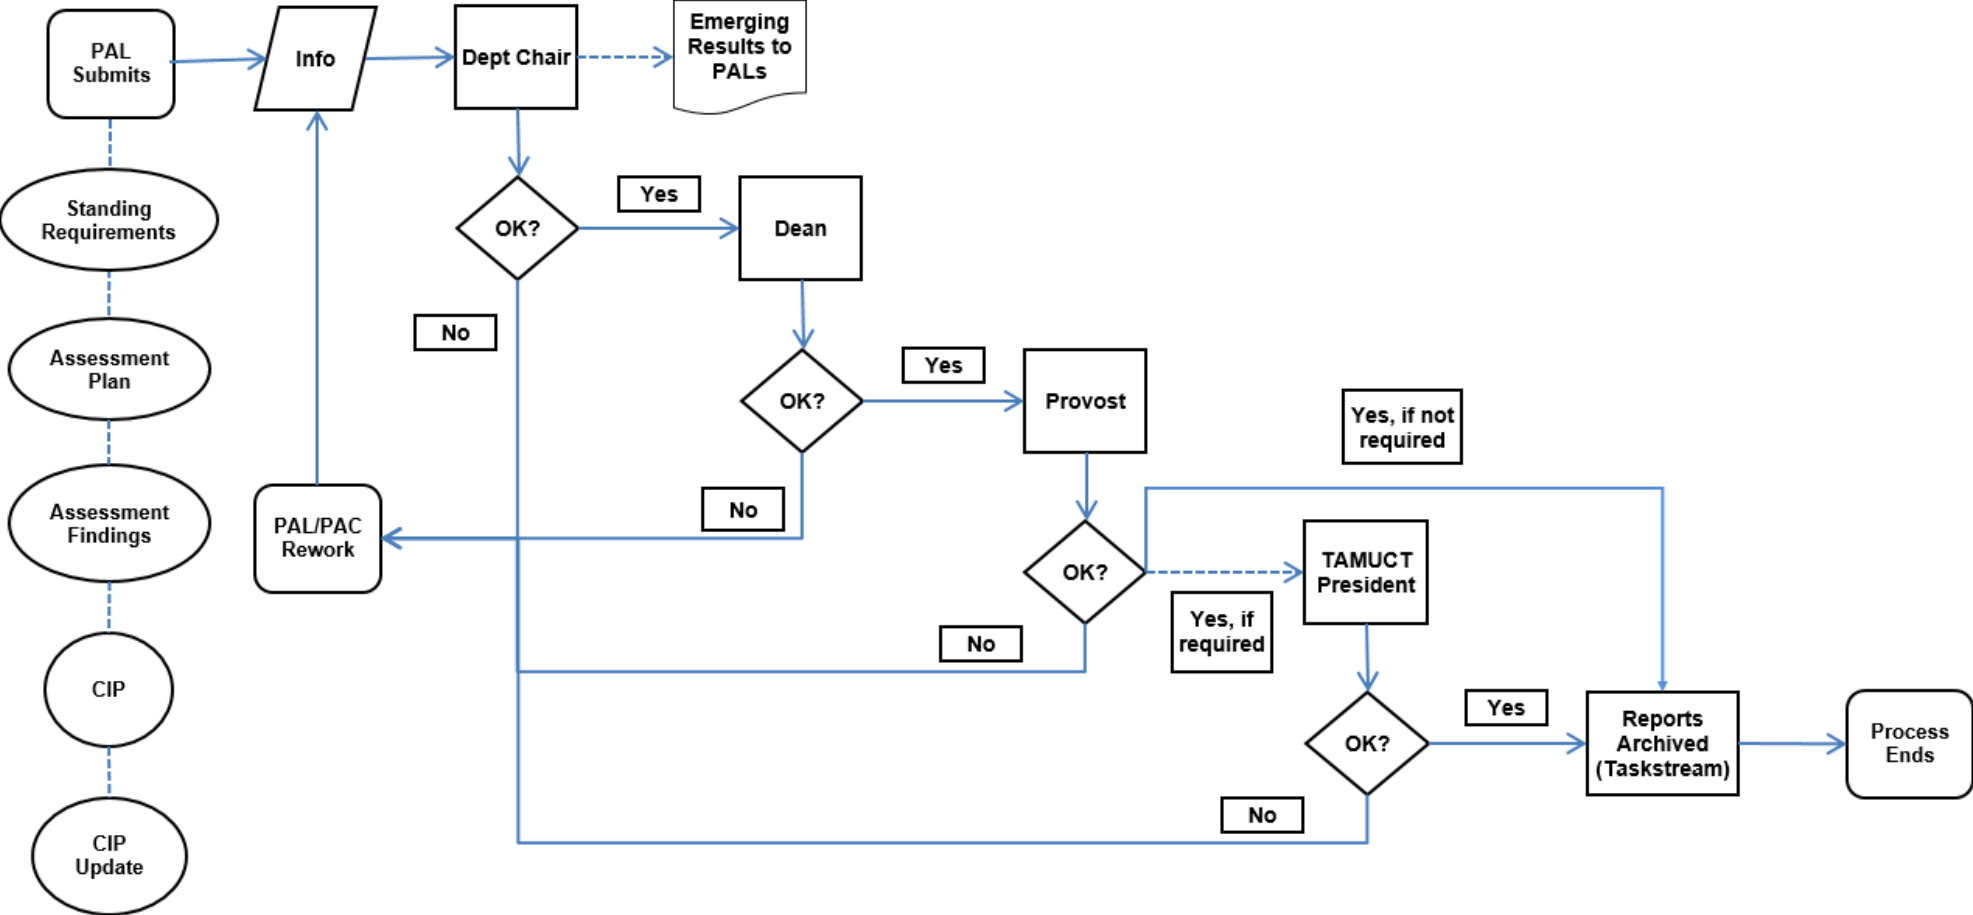 PAL
Submits
Info
Dept Chair
Emerging
Results to
PALs
Standing
Requirements
OK?
Yes
Dean
No
Assessment
Plan
OK?
Yes
Provost
Yes, if not
required
Assessment
Findings
PAL/PAC
Rework
No
OK?
TAMUCT
President
Yes, if
required
No
CIP
OK?
Yes
Reports
Archived
(Taskstream)
Process
Ends
No
CIP
Update